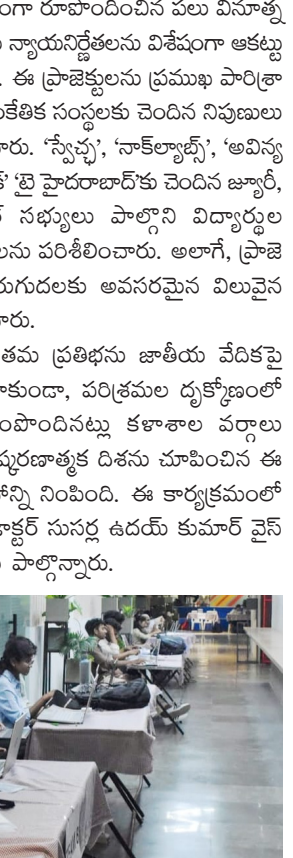 ంగా రూపొందించిన పలు వినూత్న
న్యాయనిర్ణేతలను విశేషంగా ఆకట్టు
. ఈ ప్రాజెక్టులను ప్రముఖ పారిశ్రా
ంకేతిక సంస్థలకు చెందిన నిపుణులు
ారు. ‘స్వేచ్ఛ’, ‘నాక్‌ల్యాబ్స్’, ‘అవిన్య
’ ‘టై హైదరాబాద్’కు చెందిన జ్యూరీ,
సభ్యులు పాల్గొని విద్యార్థుల
లను పరిశీలించారు. అలాగే, ప్రాజె
రుగుదలకు అవసరమైన విలువైన
ారు.
తమ ప్రతిభను జాతీయ వేదికపై
ాకుండా, పరిశ్రమల దృక్కోణంలో
ంపొందినట్లు కళాశాల వర్గాలు
ష్కరణాత్మక దిశను చూపించిన ఈ
ాన్ని నింపింది. ఈ కార్యక్రమంలో
డాక్టర్ సుసర్ల ఉదయ్ కుమార్ వైస్
పాల్గొన్నారు.